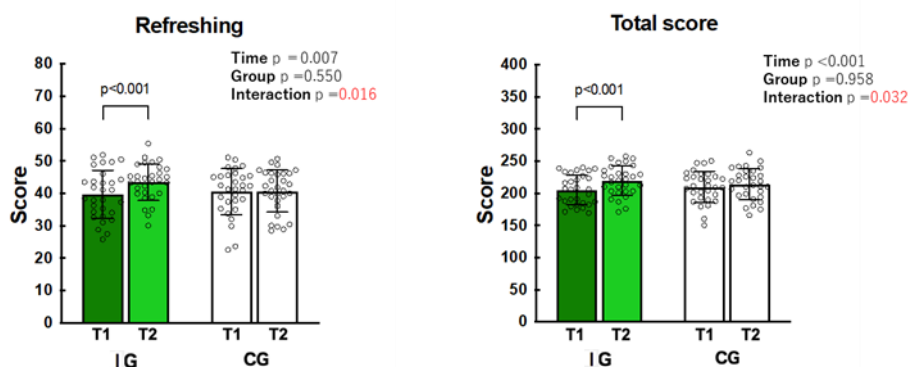 Refreshing
Time p =0.007
Group p =0.550
Interaction p =0.016
p<0.001
Score
80
70
60
50
40
30
20
10
0
T1 T2 T1 T2
IG CG
Total score
Time p <0.001
Group p =0.958
Interaction p =0.032
p<0.001
Score
400
350
300
250
200
150
100
50
0
T1 T2 T1 T2
IG CG